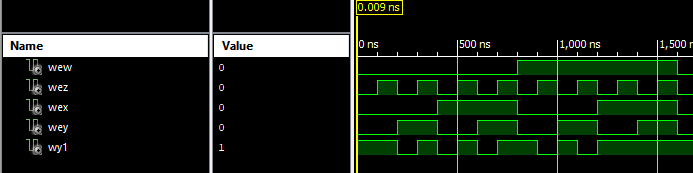 0.009 ns
Name Value
0 ns 500 ns 1,000 ns 1,500 ns
wew 0
wez 0
wex 0
wey 0
wy1 1